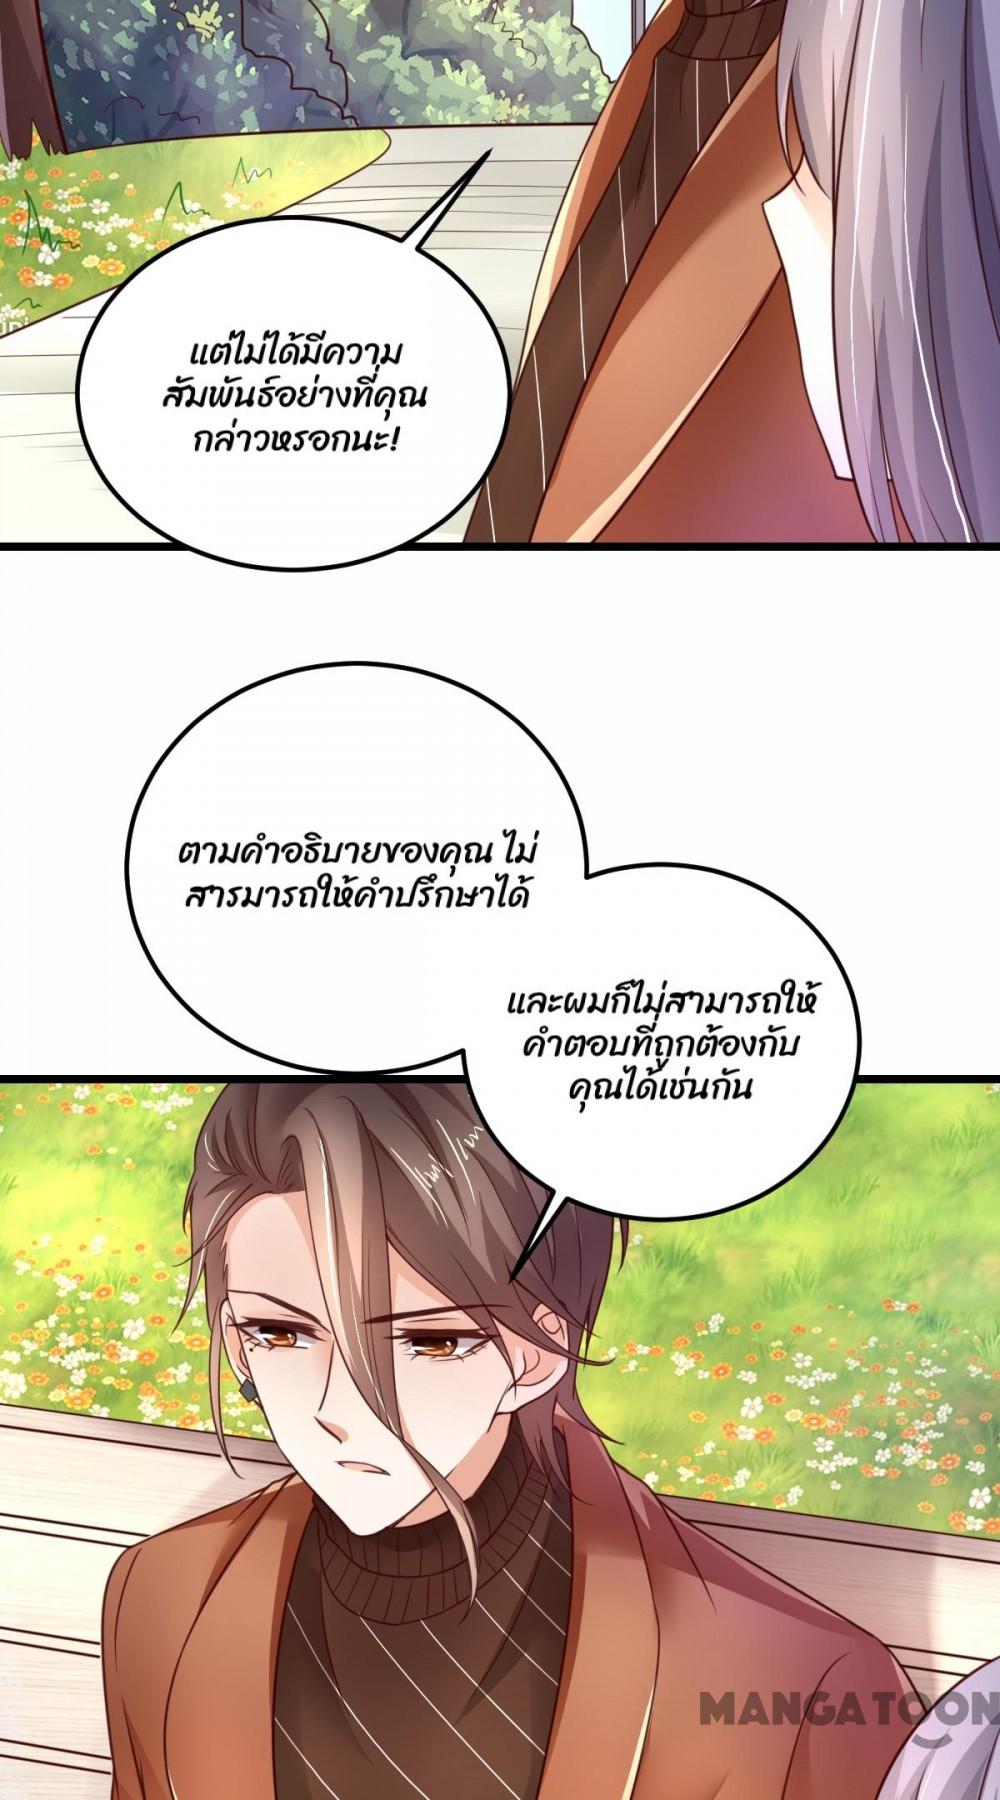 แต่ไม่ได้มีความ
สัมพันธ์อย่างที่คุณ
กล่าวหรอกนะ!
ตามคำอธิบายของคุณ ไม่
สารมารถให้คำปรึกษาได้
และผมก็ไม่สามารถให้
คำตอบที่ถูกต้องกับ
คุณได้เช่นกัน
MANGATOON